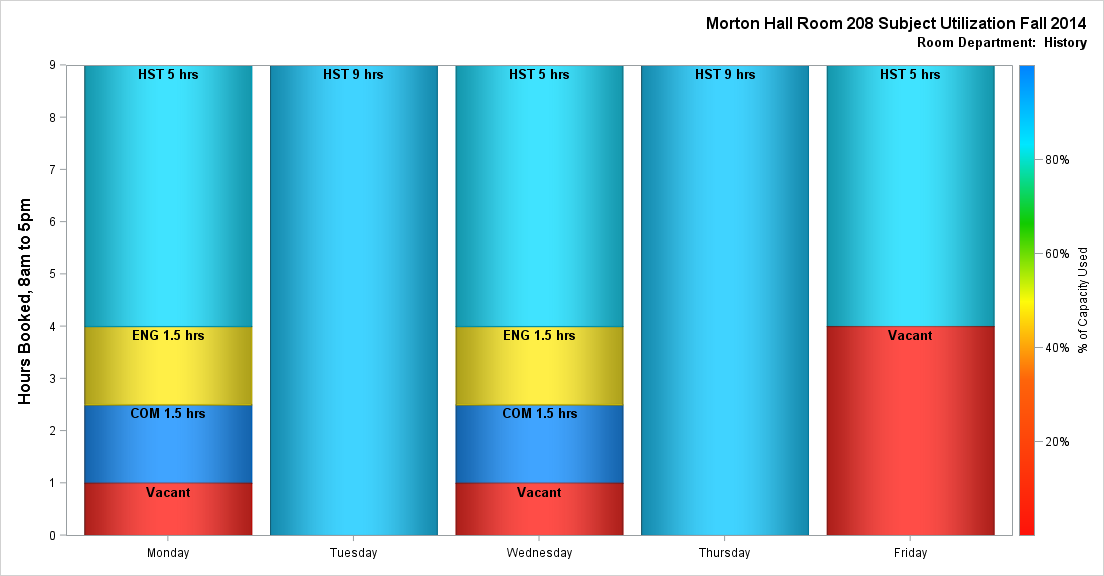 Morton Hall Room 208 Subject Utilization Fall 2014
Room Department: History
Hours Booked, 8am to 5pm
9
8
7
6
5
4
3
2
1
0
HST 5 hrs
ENG 1.5 hrs
COM 1.5 hrs
Vacant
HST 9 hrs
HST 5 hrs
ENG 1.5 hrs
COM 1.5 hrs
Vacant
HST 9 hrs
HST 5 hrs
Vacant
Monday
Tuesday
Wednesday
Thursday
Friday
80%
60%
40%
20%
% of Capacity Used